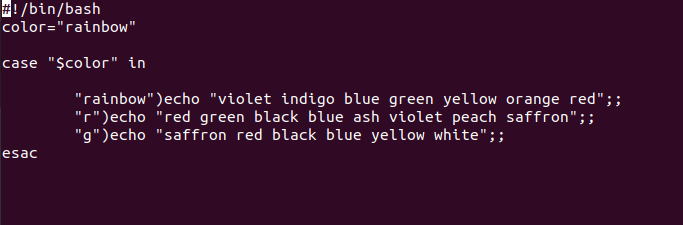 #!/bin/bash
color="rainbow"
case "$color" in
"rainbow")echo "violet indigo blue green yellow orange red";;
"r")echo "red green black blue ash violet peach saffron";;
"g")echo "saffron red black blue yellow white";;
esac